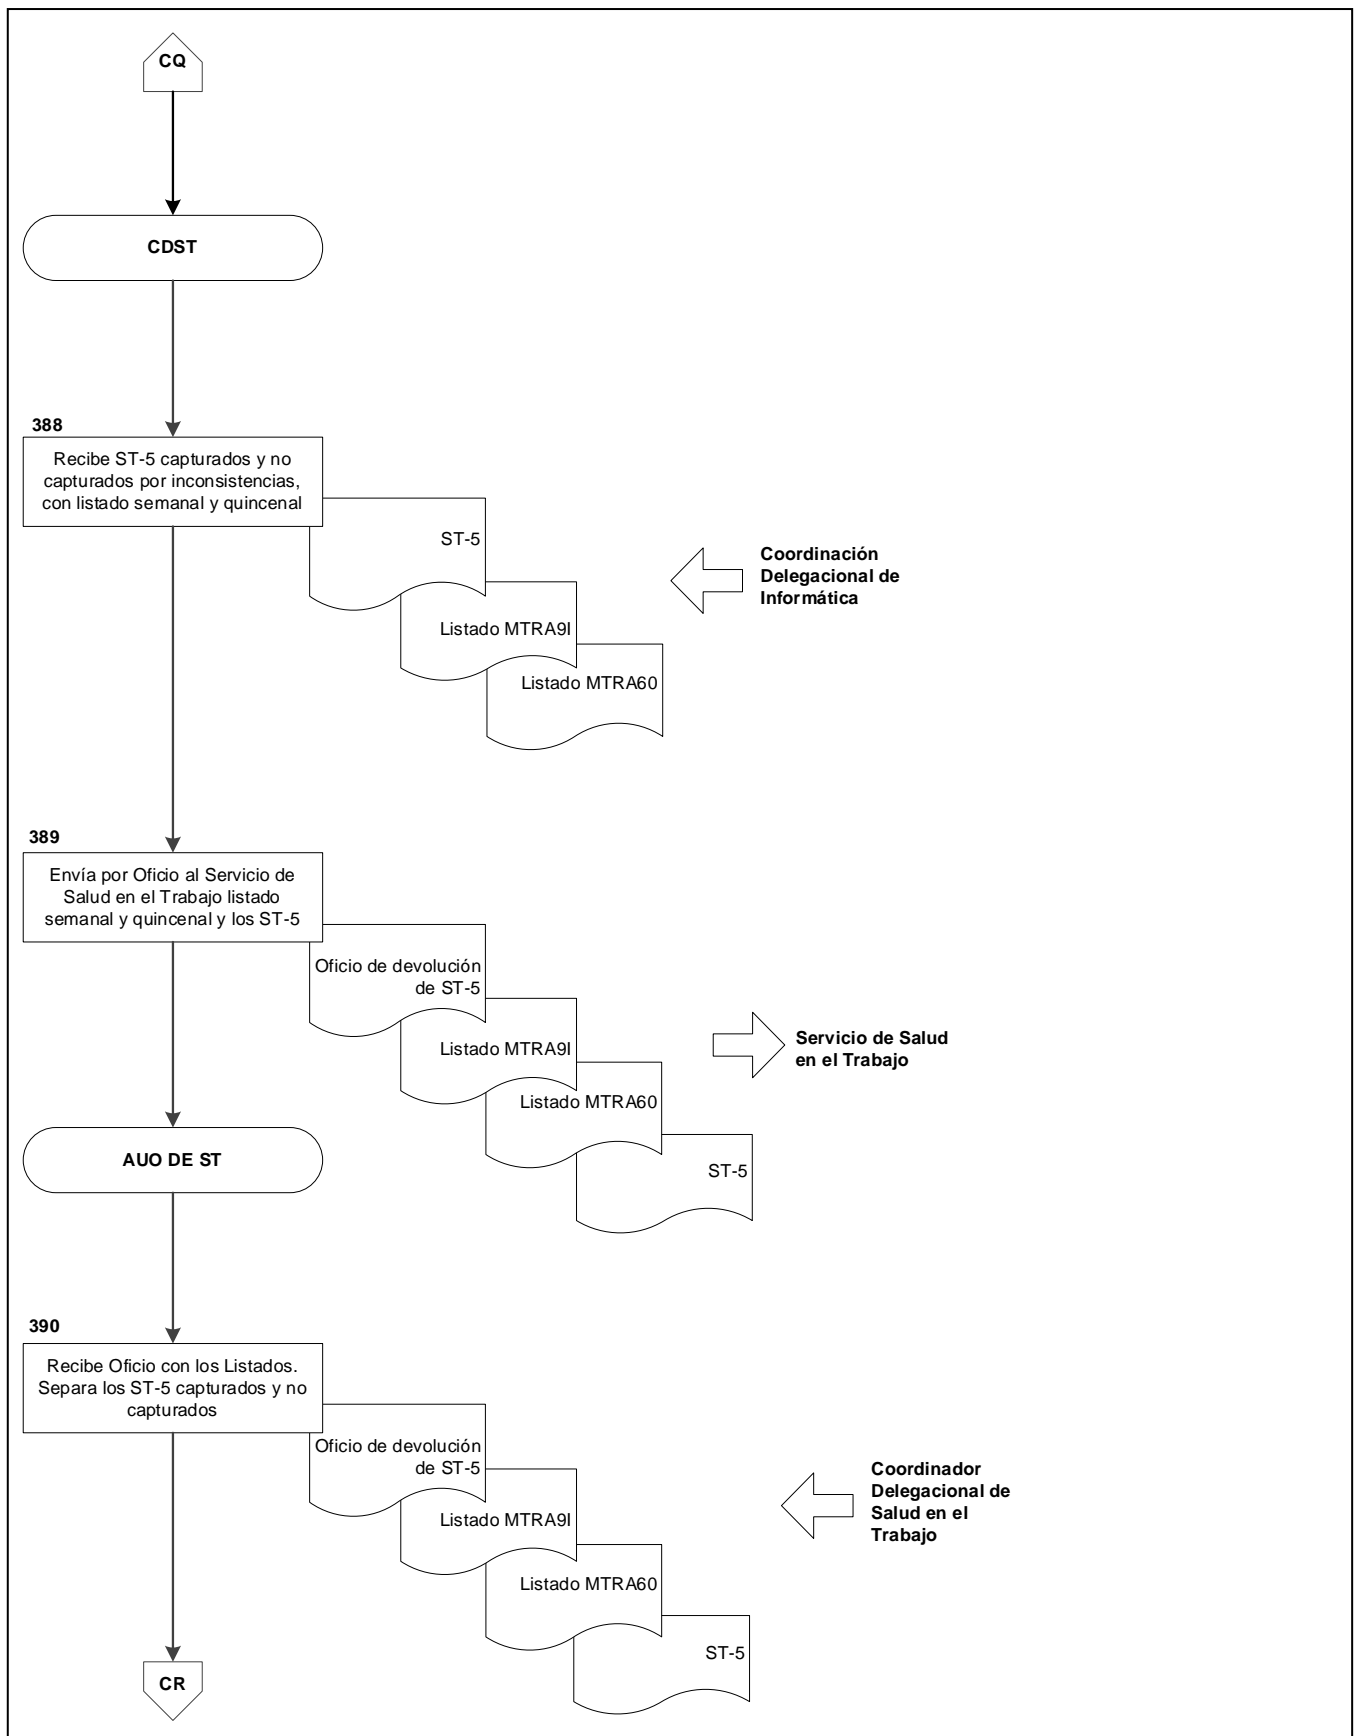 CQ
CDST
388
Recibe ST-5 capturados y no
capturados por inconsistencias,
con listado semanal y quincenal
ST-5
Listado MTRA9I
Listado MTRA60
Coordinación
Delegacional de
Informática
389
Envía por Oficio al Servicio de
Salud en el Trabajo listado
semanal y quincenal y los ST-5
Oficio de devolución
de ST-5
Listado MTRA9I
Listado MTRA60
ST-5
Servicio de Salud
en el Trabajo
AUO DE ST
390
Recibe Oficio con los Listados.
Separa los ST-5 capturados y no
capturados
Oficio de devolución
de ST-5
Listado MTRA9I
Listado MTRA60
ST-5
Coordinador
Delegacional de
Salud en el
Trabajo
CR